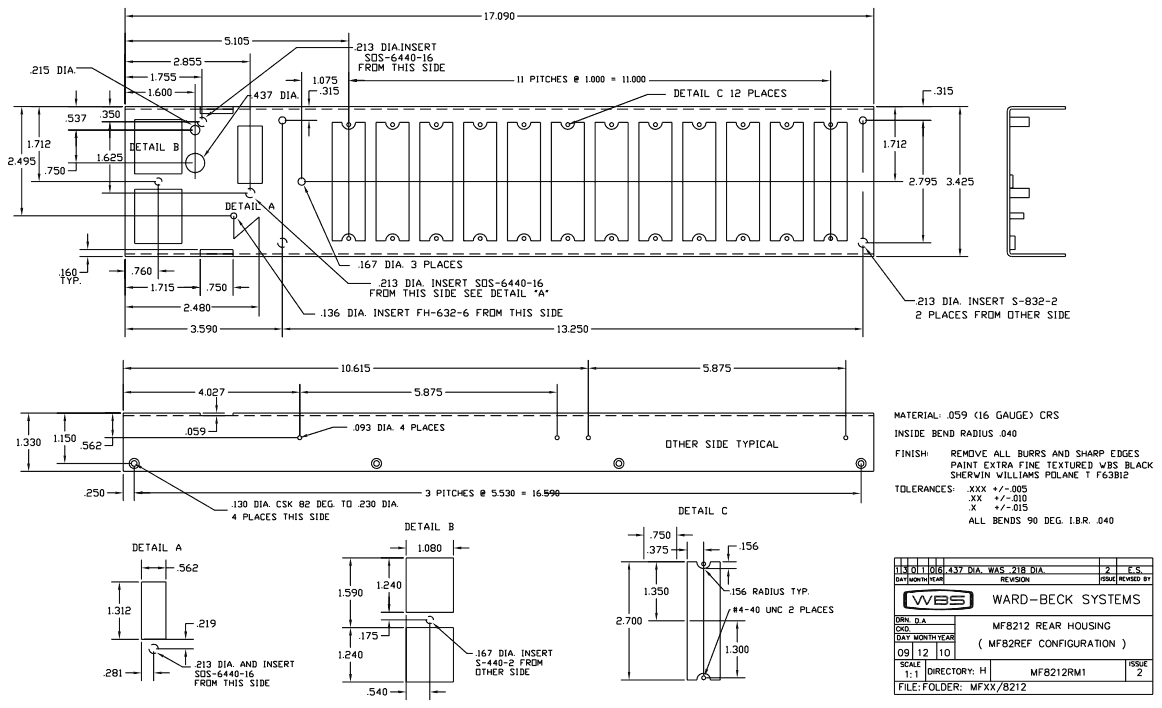 17.090
5.105
.213 DIA.INSERT
SOS-6440-16
FROM THIS SIDE
2.855
.215 DIA.
1.755
1.075
11 PITCHES @ 1.000 = 11.000
1.600
.437 DIA.
.315
DETAIL C 12 PLACES
.315
.537
.350
1.712
DETAIL B
1.712
2.495
1.625
.750
2.795
3.425
DETAIL A
.160
TYP.
.760
.167 DIA. 3 PLACES
1.715
.750
.213 DIA. INSERT SOS-6440-16
FROM THIS SIDE SEE DETAIL "A"
2.480
.136 DIA. INSERT FH-632-6 FROM THIS SIDE
.213 DIA. INSERT S-832-2
2 PLACES FROM OTHER SIDE
3.590
13.250
10.615
5.875
4.027
5.875
1.330
1.150
.562
.059
.093 DIA. 4 PLACES
OTHER SIDE TYPICAL
MATERIAL: .059 (16 GAUGE) CRS
INSIDE BEND RADIUS .040
FINISH: REMOVE ALL BURRS AND SHARP EDGES
PAINT EXTRA FINE TEXTURED WBS BLACK
SHERWIN WILLIAMS POLANE T F63B12
TOLERANCES: .XXX +/-.005
.XX +/-.010
.X +/-.015
ALL BENDS 90 DEG. I.B.R. .040
.250
3 PITCHES @ 5.530 = 16.590
.130 DIA. CSK 82 DEG. TO .230 DIA.
4 PLACES THIS SIDE
DETAIL A
.562
1.312
.219
.281
.213 DIA. AND INSERT
SOS-6440-16
FROM THIS SIDE
DETAIL B
1.080
1.590
1.240
.175
1.240
.167 DIA. INSERT
S-440-2 FROM
OTHER SIDE
.540
DETAIL C
.750
.375
.156
1.350
.156 RADIUS TYP.
#4-40 UNC 2 PLACES
2.700
1.300
13 01 06 .437 DIA. WAS .218 DIA. 2 E.S.
DAY MONTH YEAR REVISION ISSUE REVISED BY
WBS WARD-BECK SYSTEMS
DRN. D.A
CKD.
DAY MONTH YEAR
09 12 10
MF8212 REAR HOUSING
( MF82REF CONFIGURATION )
SCALE
1:1
DIRECTORY: H
MF8212RM1
ISSUE
2
FILE:FOLDER: MFXX/8212